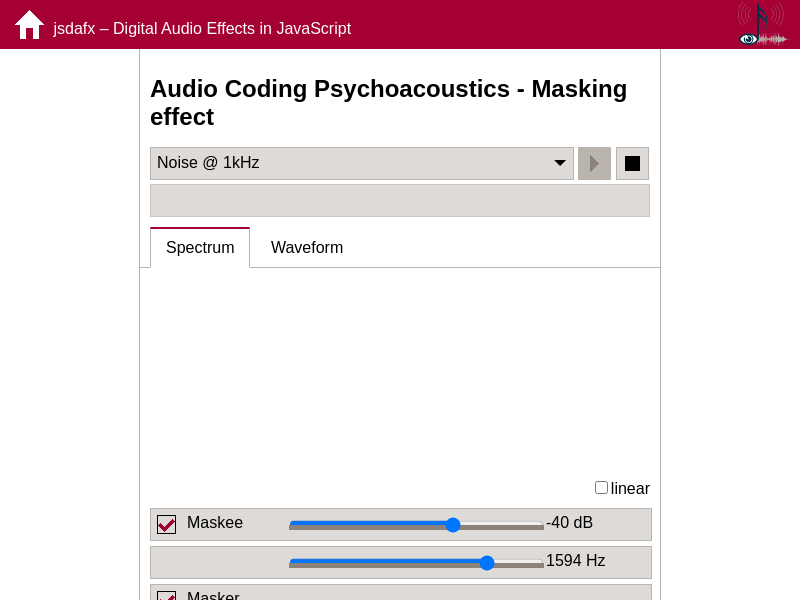 jsdafx – Digital Audio Effects in JavaScript
Audio Coding Psychoacoustics - Masking
effect
Noise @ 1kHz
Spectrum
Waveform
linear
Maskee
-40 dB
1594 Hz
Masker